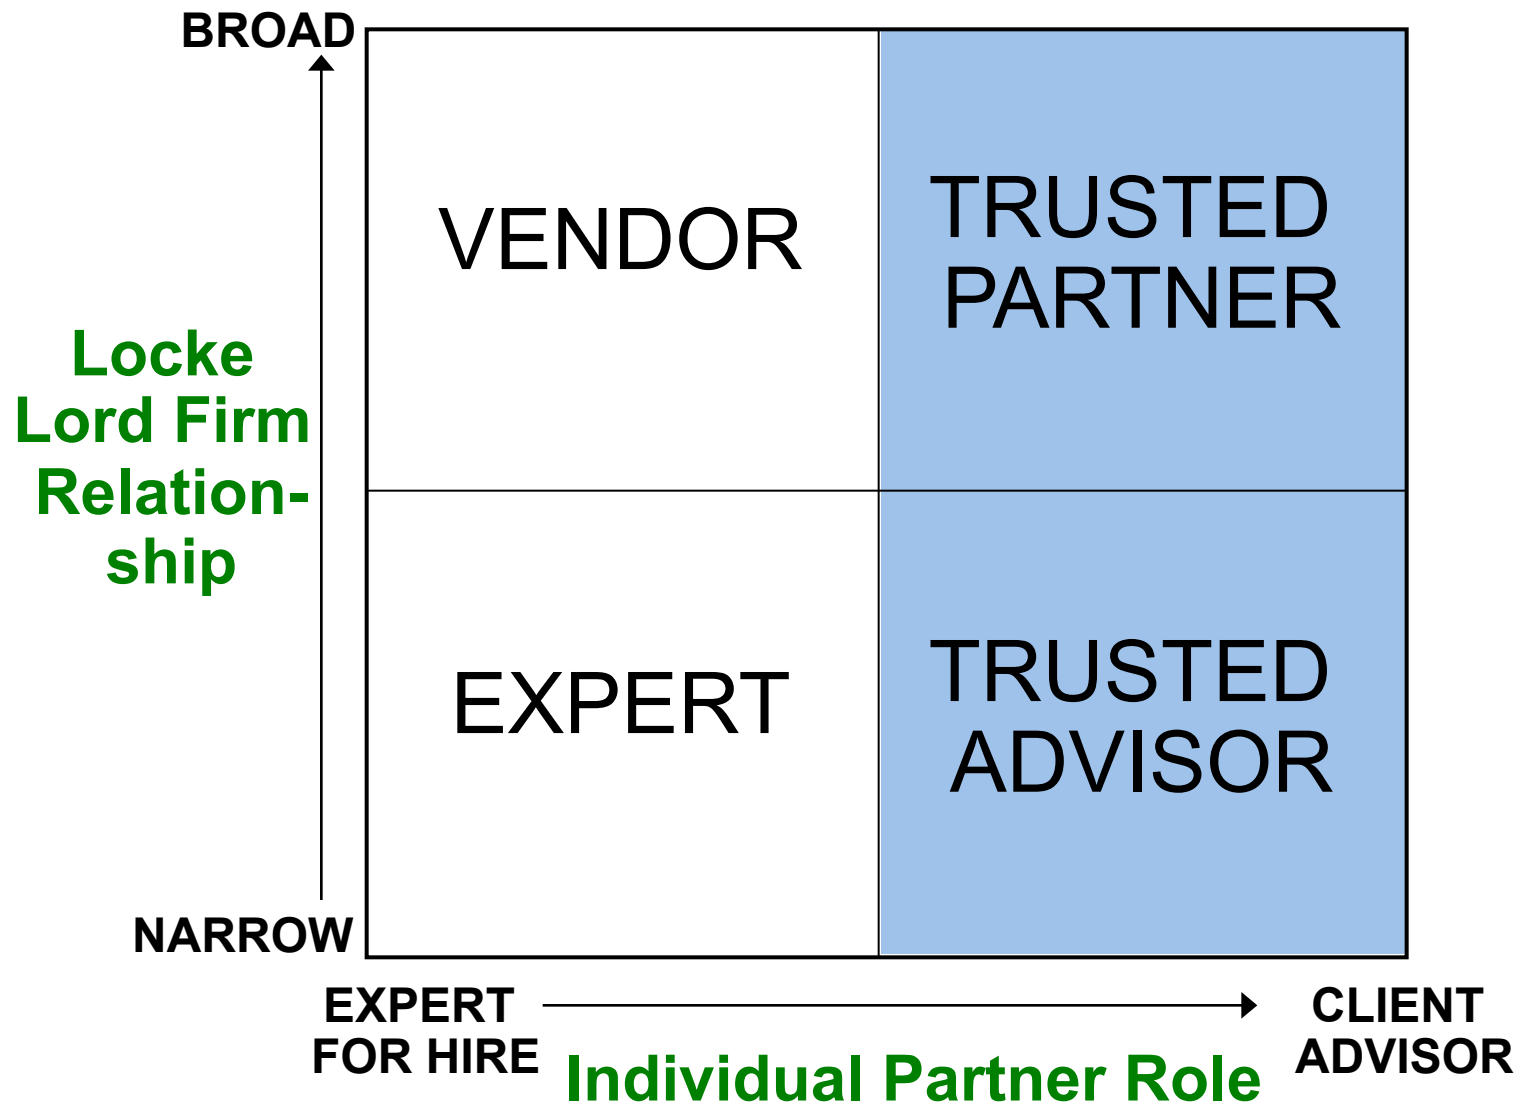 BROAD
VENDOR
TRUSTED
PARTNER
Locke
Lord Firm
Relation-
ship
EXPERT
TRUSTED
ADVISOR
NARROW
EXPERT
FOR HIRE
CLIENT
ADVISOR
Individual Partner Role